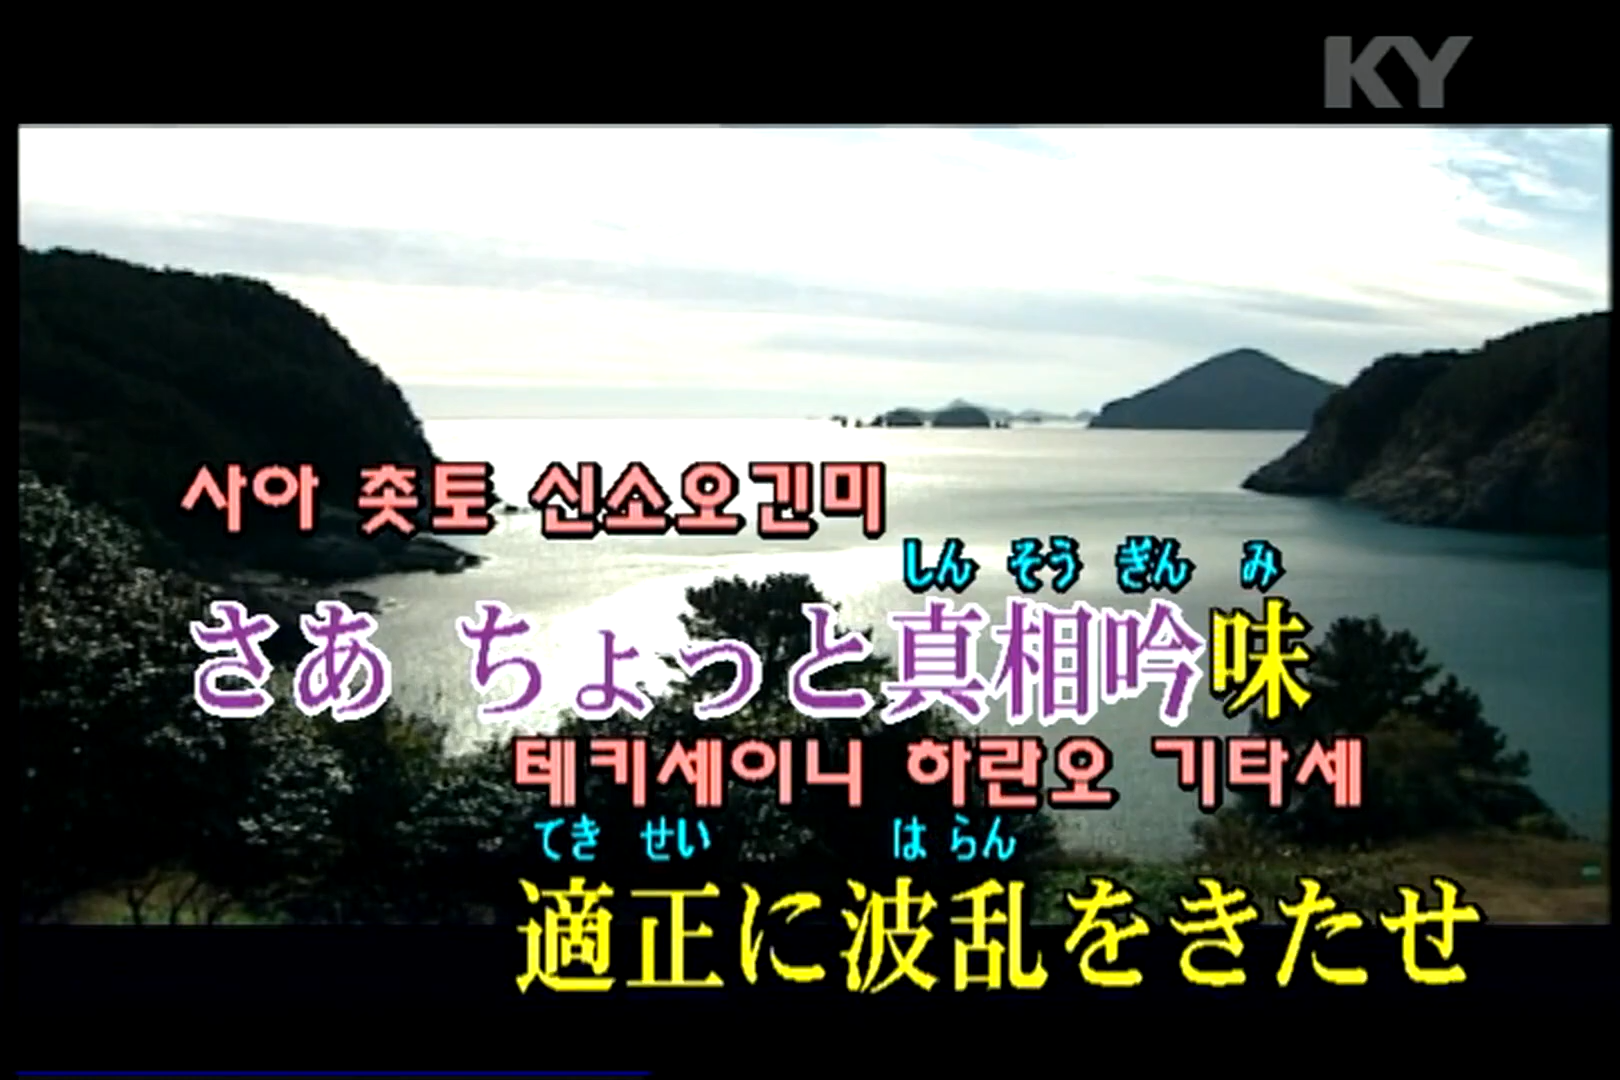 KY
사아 춋토 신소오긴미
しん そう ぎん み
さあ ちょっと真相吟味
테키세이니 하란오 기타세
てき せい は らん
適正に波乱をきたせ